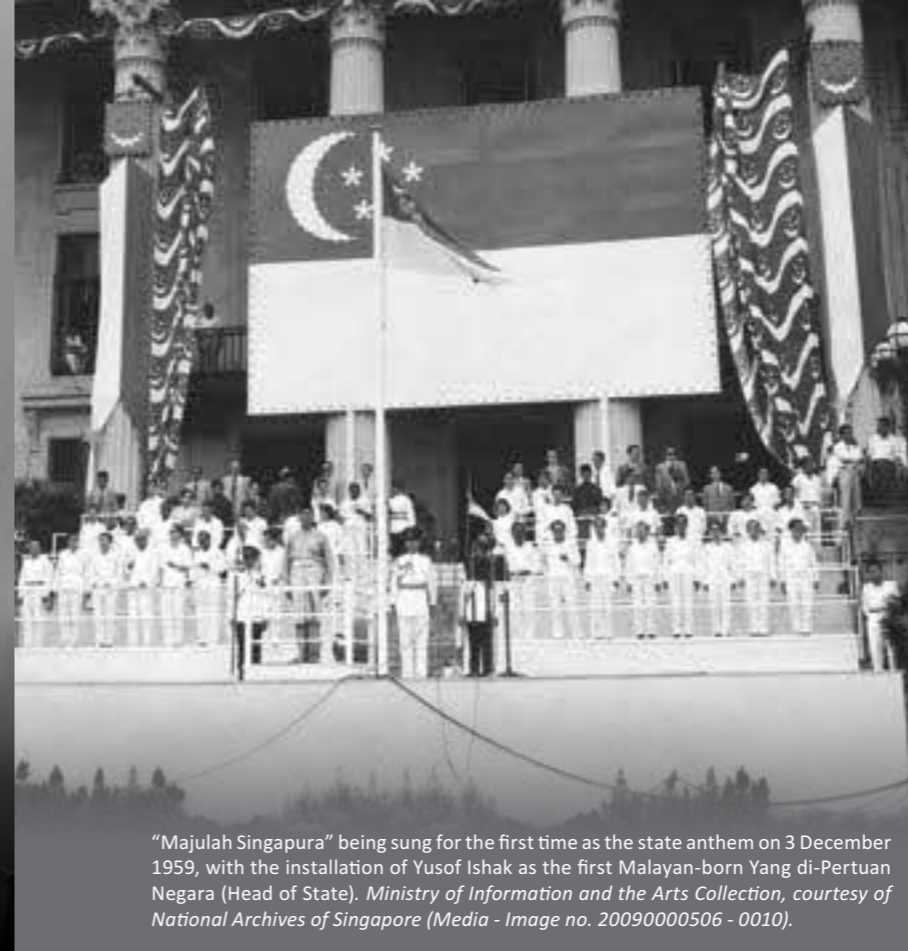 “Majulah Singapura” being sung for the first time as the state anthem on 3 December
1959, with the installation of Yusof Ishak as the first Malayan-born Yang di-Pertuan
Negara (Head of State). Ministry of Information and the Arts Collection, courtesy of
National Archives of Singapore (Media - Image no. 20090000506 - 0010).